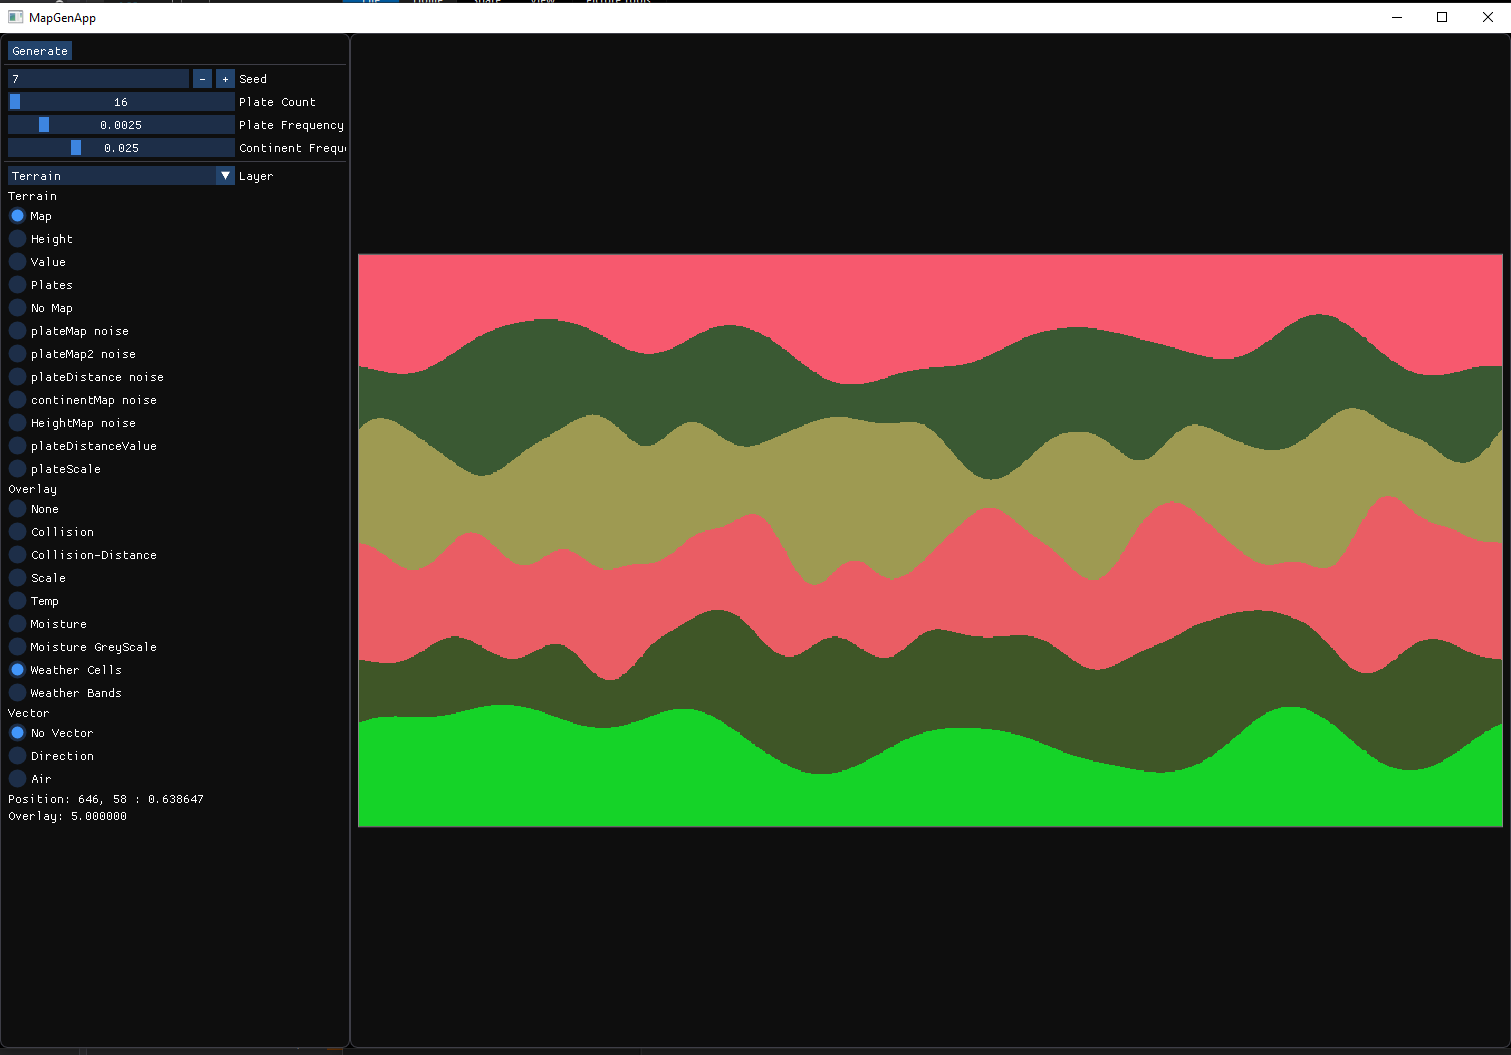 MapGenApp
Generate
7 - + Seed
16 Plate Count
0.0025 Plate Frequency
0.025 Continent Frequ
Terrain Layer
Terrain
Map
Height
Value
Plates
No Map
plateMap noise
plateMap2 noise
plateDistance noise
continentMap noise
HeightMap noise
plateDistanceValue
plateScale
Overlay
None
Collision
Collision-Distance
Scale
Temp
Moisture
Moisture GreyScale
Weather Cells
Weather Bands
Vector
No Vector
Direction
Air
Position: 646, 58 : 0.638647
Overlay: 5.000000